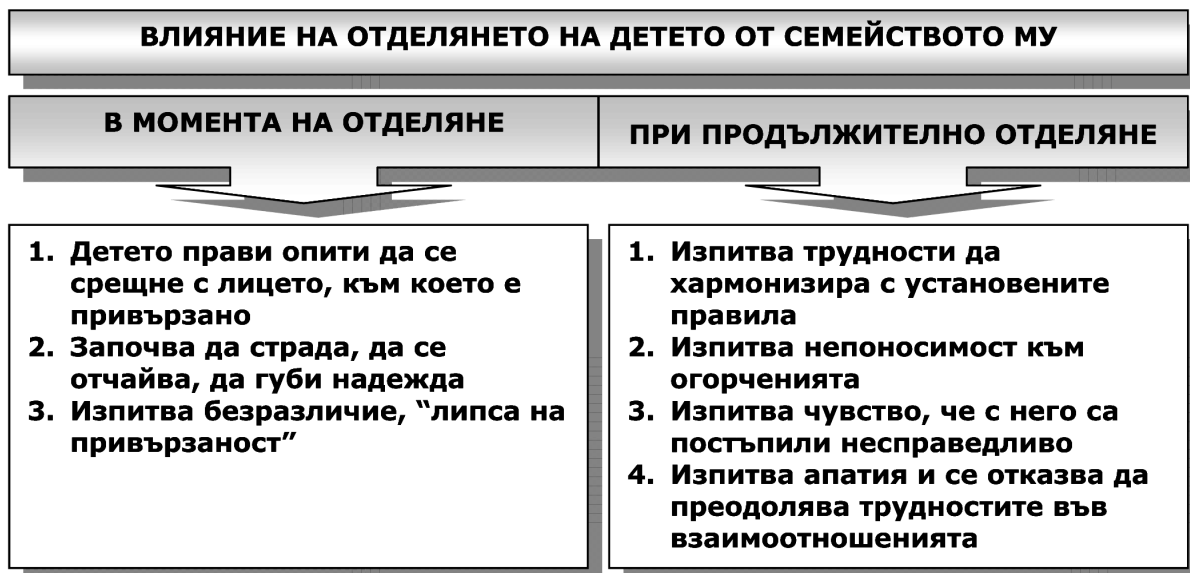 ВЛИЯНИЕ НА ОТДЕЛЯНЕТО НА ДЕТЕТО ОТ СЕМЕЙСТВОТО МУ
В МОМЕНТА НА ОТДЕЛЯНЕ
ПРИ ПРОДЪЛЖИТЕЛНО ОТДЕЛЯНЕ
1. Детето прави опити да се
срещне с лицето, към което е
привързано
2. Започва да страда, да се
отчайва, да губи надежда
3. Изпитва безразличие, “липса на
привързаност”
1. Изпитва трудности да
хармонизира с установените
правила
2. Изпитва непоносимост към
огорченията
3. Изпитва чувство, че с него са
постъпили несправедливо
4. Изпитва апатия и се отказва да
преодолява трудностите във
взаимоотношенията